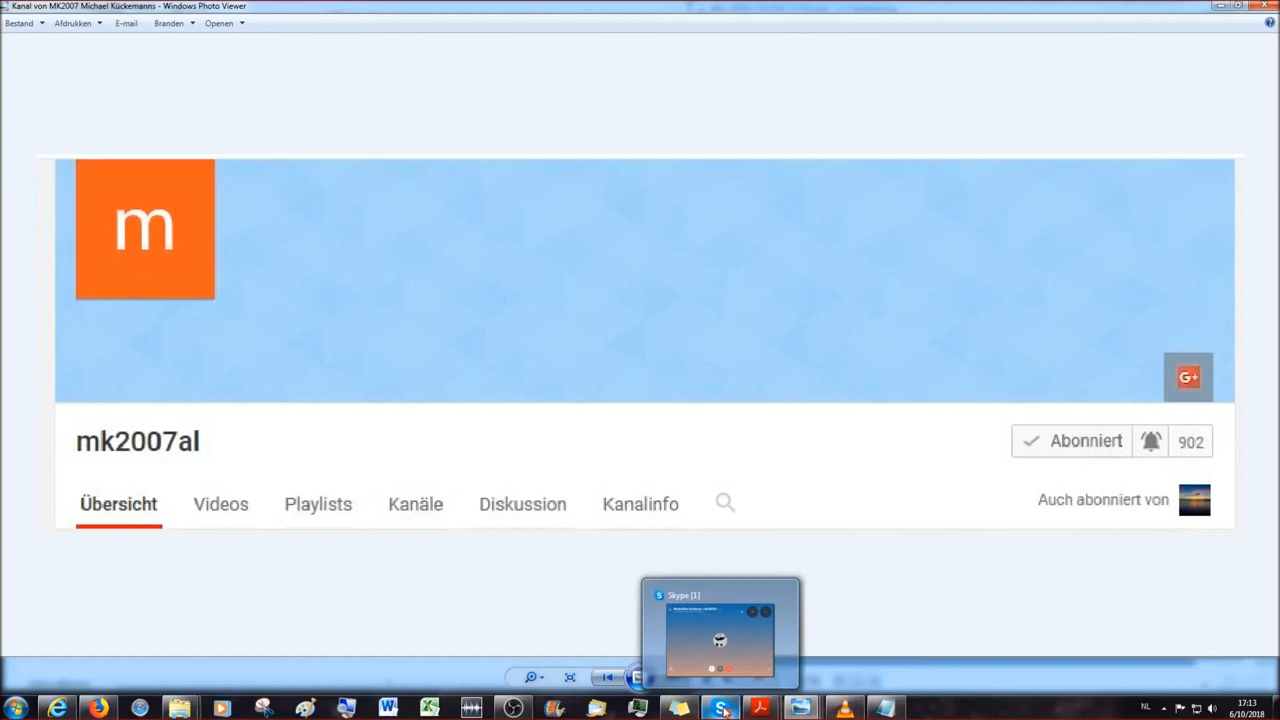 Kanal von MK2007 Michael Kückemanns - Windows Photo Viewer
Bestand Afdrukken E-mail Branden Openen
m
G+
mk2007al
Abonniert 902
Übersicht Videos Playlists Kanäle Diskussion Kanalinfo
Auch abonniert von
Skype [1]
NL
17:13
6/10/2018